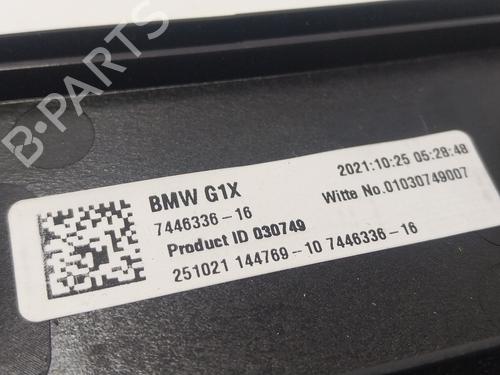 B-PARTS
BMW G1X
2021:10:25 05:28:48
7446336-16
Witte No.01030749007
Product ID 030749
251021 144769-10 7446336-16